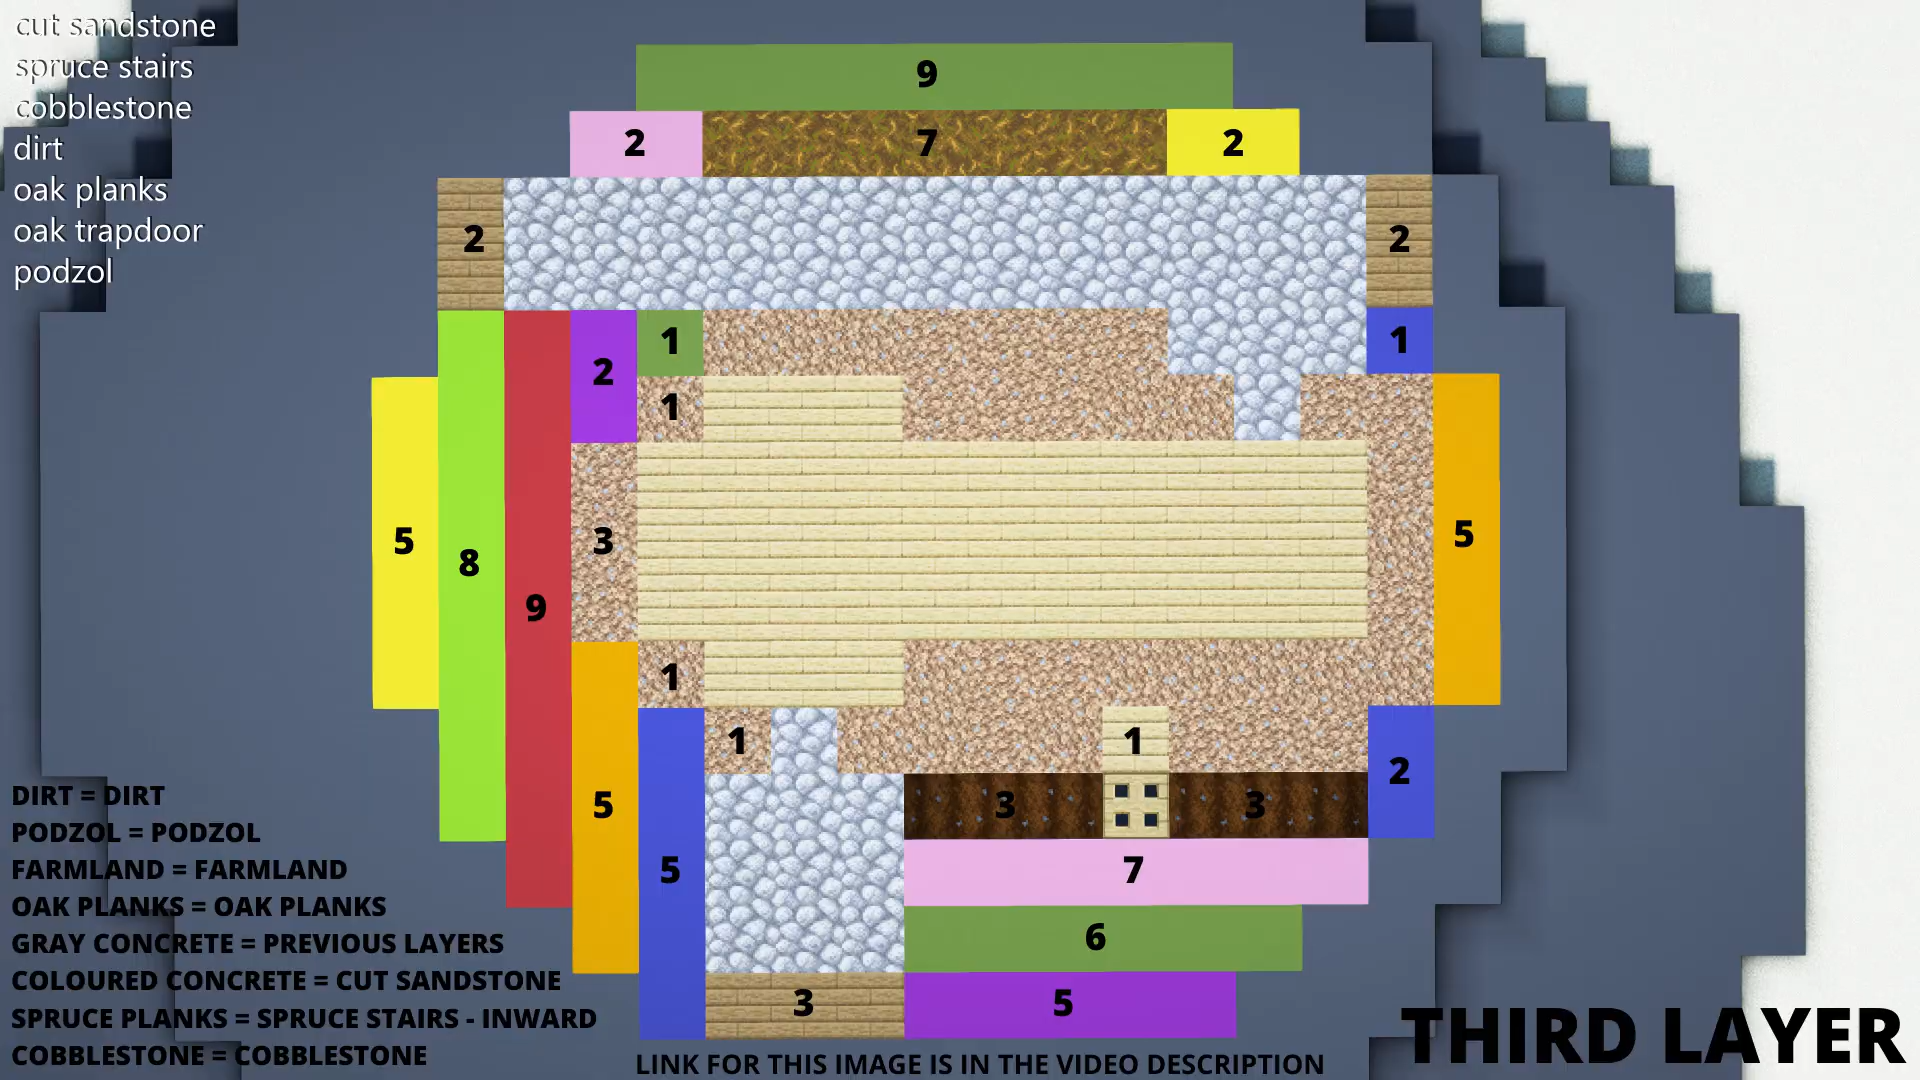 cut sandstone
spruce stairs
cobblestone
dirt
oak planks
oak trapdoor
podzol
9
2 7 2
2 2
2 1 1
1
5 8 9 3 5
1
1 1 2
5 3 3
5 7
6
3 5
DIRT = DIRT
PODZOL = PODZOL
FARMLAND = FARMLAND
OAK PLANKS = OAK PLANKS
GRAY CONCRETE = PREVIOUS LAYERS
COLOURED CONCRETE = CUT SANDSTONE
SPRUCE PLANKS = SPRUCE STAIRS - INWARD
COBBLESTONE = COBBLESTONE
LINK FOR THIS IMAGE IS IN THE VIDEO DESCRIPTION
THIRD LAYER